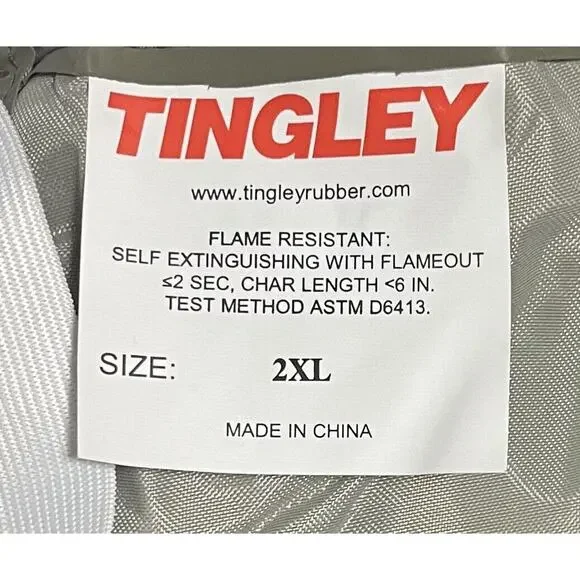 TINGLEY
www.tingleyrubber.com
FLAME RESISTANT:
SELF EXTINGUISHING WITH FLAMEOUT
≤2 SEC, CHAR LENGTH <6 IN.
TEST METHOD ASTM D6413.
SIZE: 2XL
MADE IN CHINA